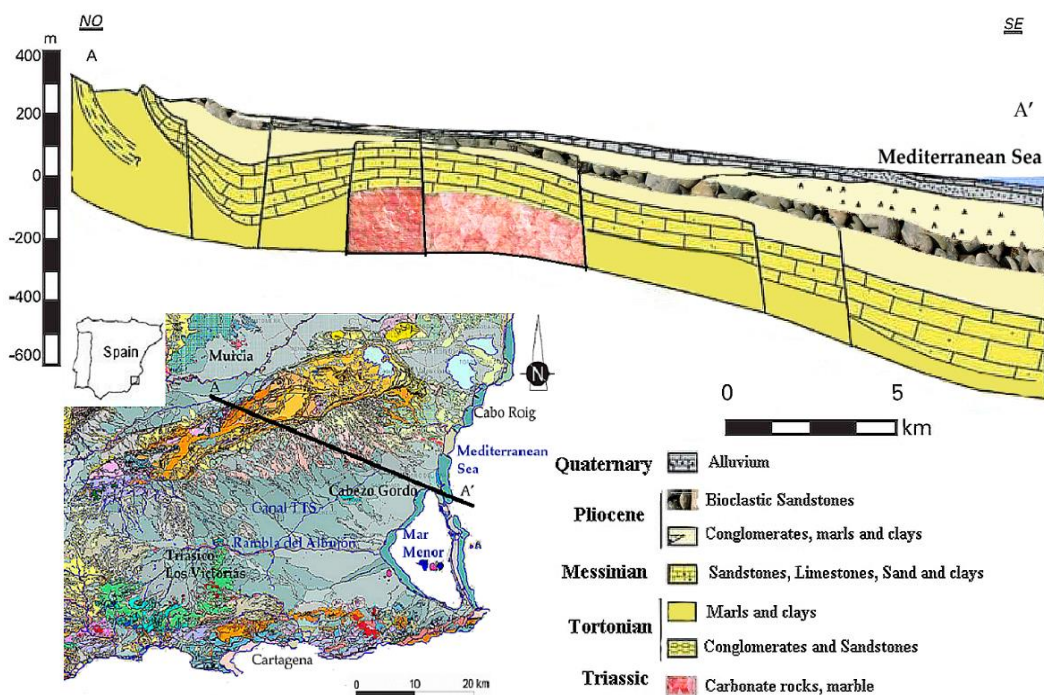 NO
SE
m
400
200
0
-200
-400
-600
A
A'
Mediterranean Sea
Spain
Murcia
A
N
Cabo Roig
Mediterranean
Sea
Cabezo Gordo
A'
Canal TTS
Rambla del Albujón
Mar
Menor
Triasico
Los Victorias
Cartagena
0 10 20 km
0 5
km
Quaternary
Alluvium
Pliocene
Bioclastic Sandstones
Conglomerates, marls and clays
Messinian
Sandstones, Limestones, Sand and clays
Tortonian
Marls and clays
Conglomerates and Sandstones
Triassic
Carbonate rocks, marble